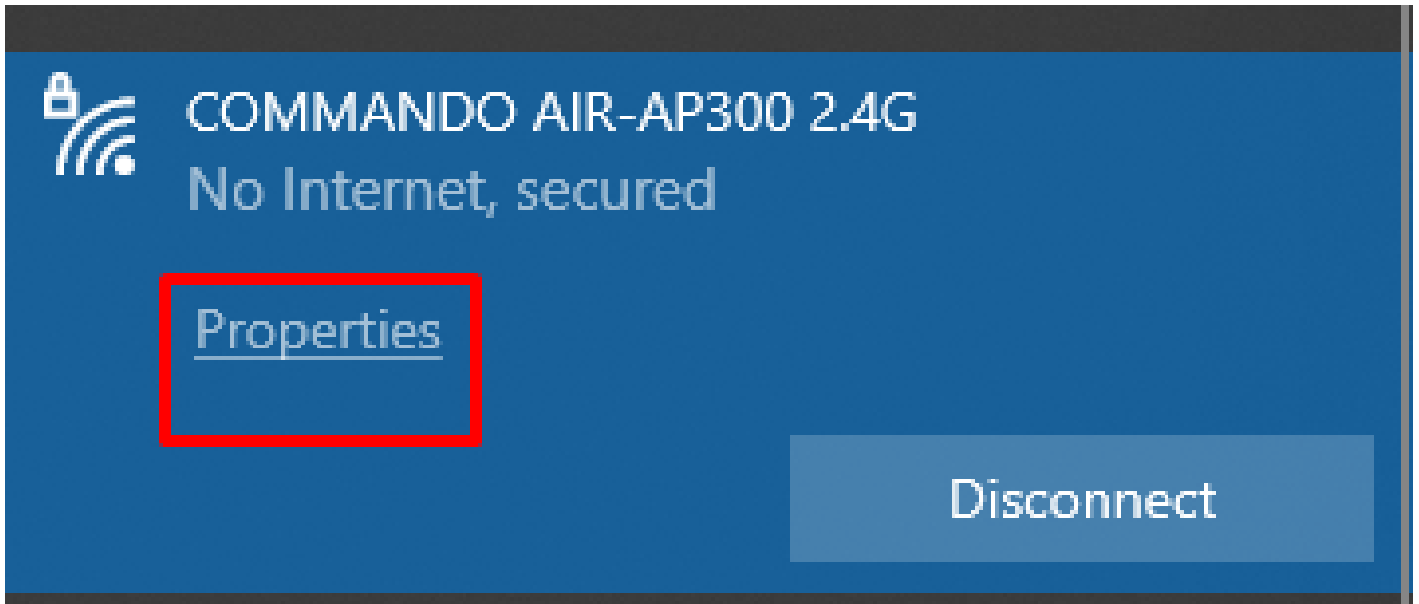 COMMANDO AIR-AP300 2.4G
No Internet, secured
Properties
Disconnect